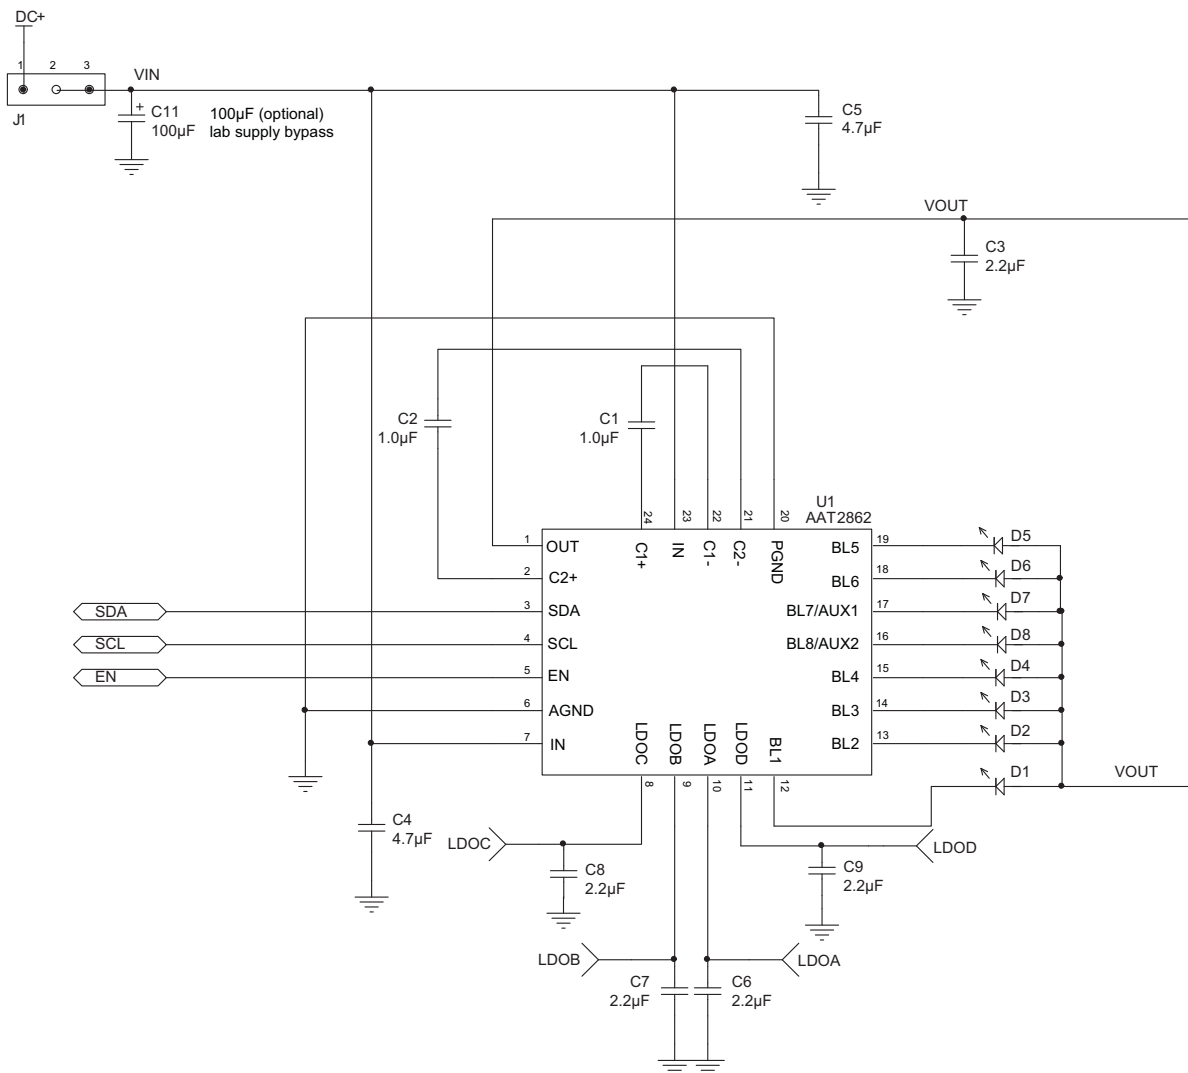 DC+
1
2
3
VIN
J1
+
C11
100µF
100µF (optional)
lab supply bypass
C5
4.7µF
VOUT
C3
2.2µF
C2
1.0µF
C1
1.0µF
U1
AAT2862
24
23
22
21
20
C1+
IN
C1-
C2-
PGND
1
OUT
2
C2+
SDA
3
SDA
SCL
4
SCL
EN
5
EN
6
AGND
7
IN
BL5
19
D5
BL6
18
D6
BL7/AUX1
17
D7
BL8/AUX2
16
D8
BL4
15
D4
BL3
14
D3
BL2
13
D2
LDOC
LDOB
LDOA
LDOD
BL1
8
9
10
11
12
D1
VOUT
C4
4.7µF
LDOC
C8
2.2µF
C9
2.2µF
LDOD
LDOB
LDOA
C7
2.2µF
C6
2.2µF